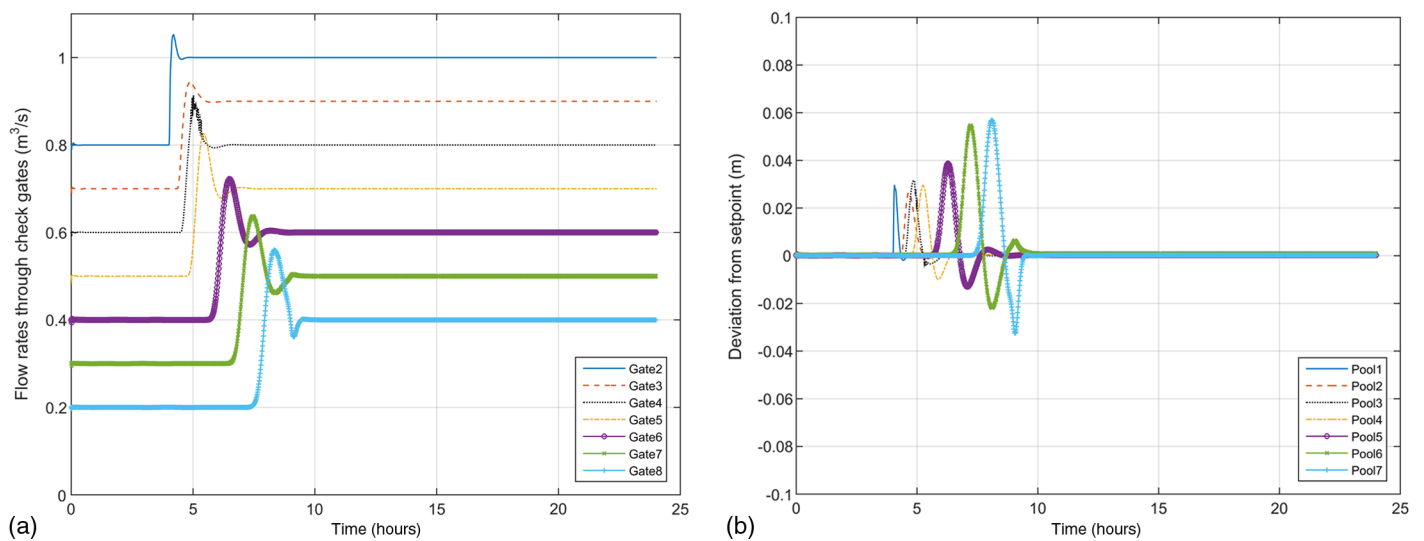 Flow rates through check gates (m³/s)
1
0.8
0.6
0.4
0.2
0
0
5
10
15
20
25
Time (hours)
Gate2
Gate3
Gate4
Gate5
Gate6
Gate7
Gate8
(a)
Deviation from setpoint (m)
0.1
0.08
0.06
0.04
0.02
0
-0.02
-0.04
-0.06
-0.08
-0.1
0
5
10
15
20
25
Time (hours)
Pool1
Pool2
Pool3
Pool4
Pool5
Pool6
Pool7
(b)